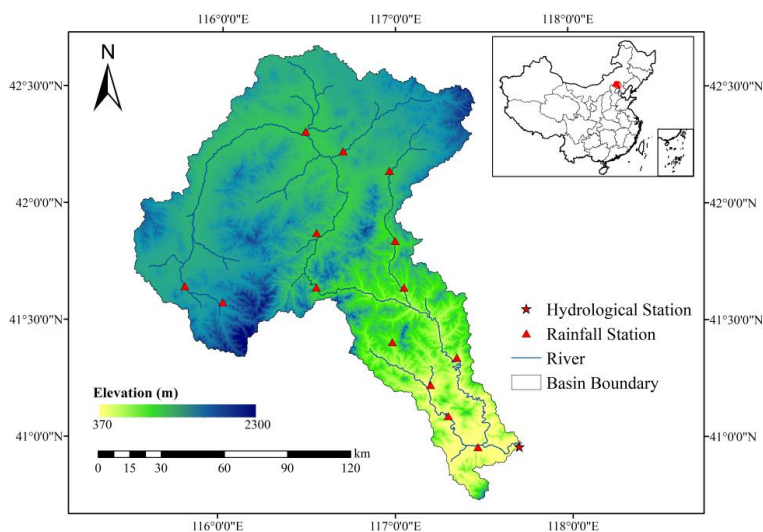 116°0'0"E 117°0'0"E 118°0'0"E
N
42°30'0"N 42°30'0"N
42°0'0"N 42°0'0"N
41°30'0"N 41°30'0"N
Hydrological Station
Rainfall Station
River
Basin Boundary
Elevation (m)
370 2300
41°0'0"N 41°0'0"N
km
0 15 30 60 90 120
116°0'0"E 117°0'0"E 118°0'0"E